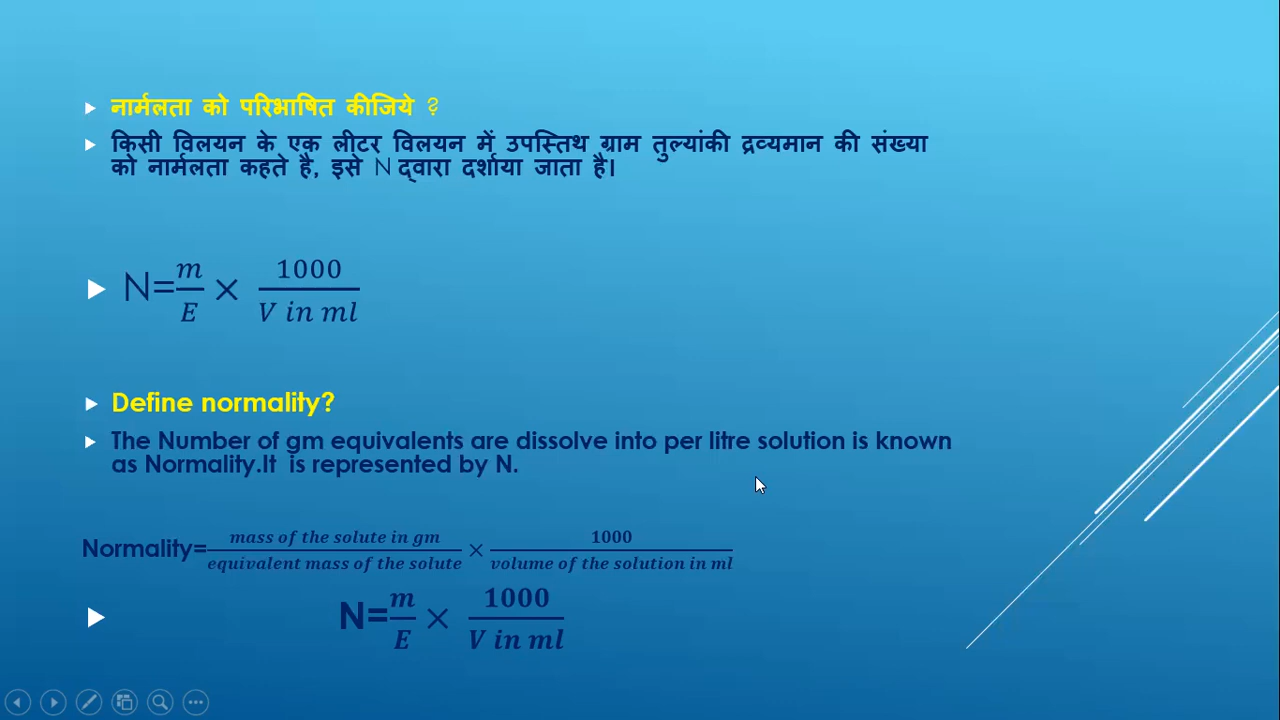 नार्मलता को परिभाषित कीजिये ?
किसी विलयन के एक लीटर विलयन में उपस्तिथ ग्राम तुल्यांकी द्रव्यमान की संख्या
को नार्मलता कहते है, इसे N द्वारा दर्शाया जाता है।
N=m/E × 1000/V in ml
Define normality?
The Number of gm equivalents are dissolve into per litre solution is known
as Normality.It is represented by N.
Normality=mass of the solute in gm/equivalent mass of the solute × 1000/volume of the solution in ml
N=m/E × 1000/V in ml